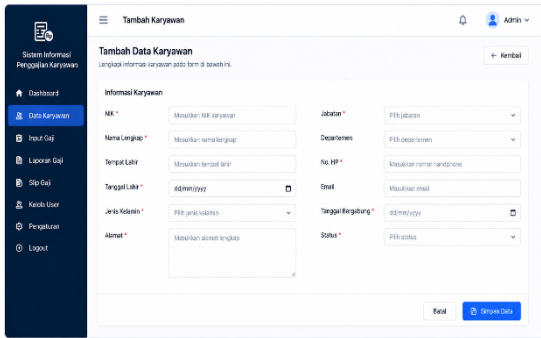 Sistem Informasi
Penggajian Karyawan
Dashboard
Data Karyawan
Input Gaji
Laporan Gaji
Slip Gaji
Kelola User
Pengaturan
Logout
Tambah Karyawan
Admin
Tambah Data Karyawan
Lengkapi informasi karyawan pada form di bawah ini.
← Kembali
Informasi Karyawan
NIK * Masukkan NIK karyawan
Nama Lengkap * Masukkan nama lengkap
Tempat Lahir Masukkan tempat lahir
Tanggal Lahir * dd/mm/yyyy
Jenis Kelamin * Pilih jenis kelamin
Alamat * Masukkan alamat lengkap
Jabatan * Pilih jabatan
Departemen Pilih departemen
No. HP * Masukkan nomor handphone
Email Masukkan email
Tanggal Bergabung * dd/mm/yyyy
Status * Pilih status
Batal
Simpan Data